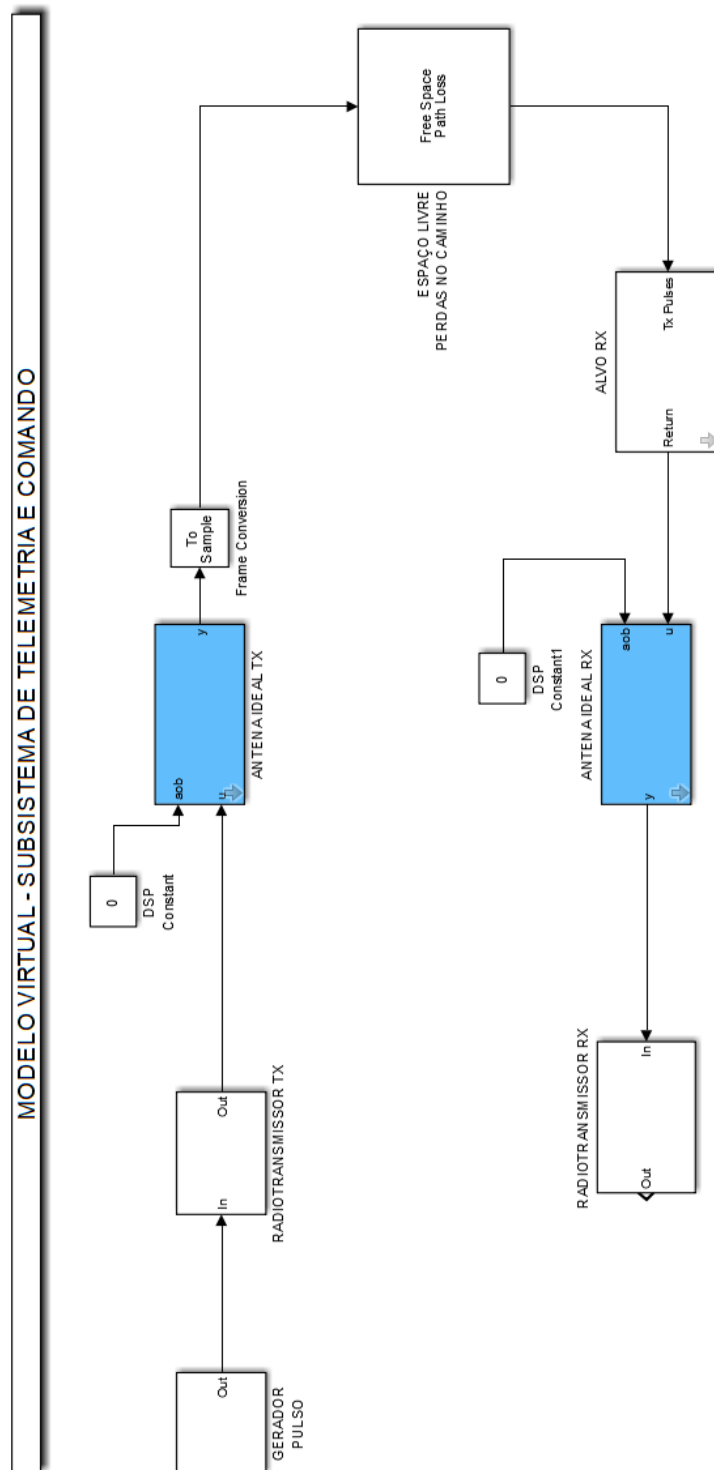 MODELO VIRTUAL - SUBSISTEMA DE TELEMETRIA E COMANDO
Out
GERADOR
PULSO
In
Out
RADIOTRANSMISSOR TX
0
DSP
Constant
aob
u
y
ANTENA IDEAL TX
To
Sample
Frame Conversion
Free Space
Path Loss
ESPAÇO LIVRE
PERDAS NO CAMINHO
ALVO RX
Return
Tx Pulses
0
DSP
Constant1
ANTENA IDEAL RX
y
aob
u
RADIOTRANSMISSOR RX
Out
In